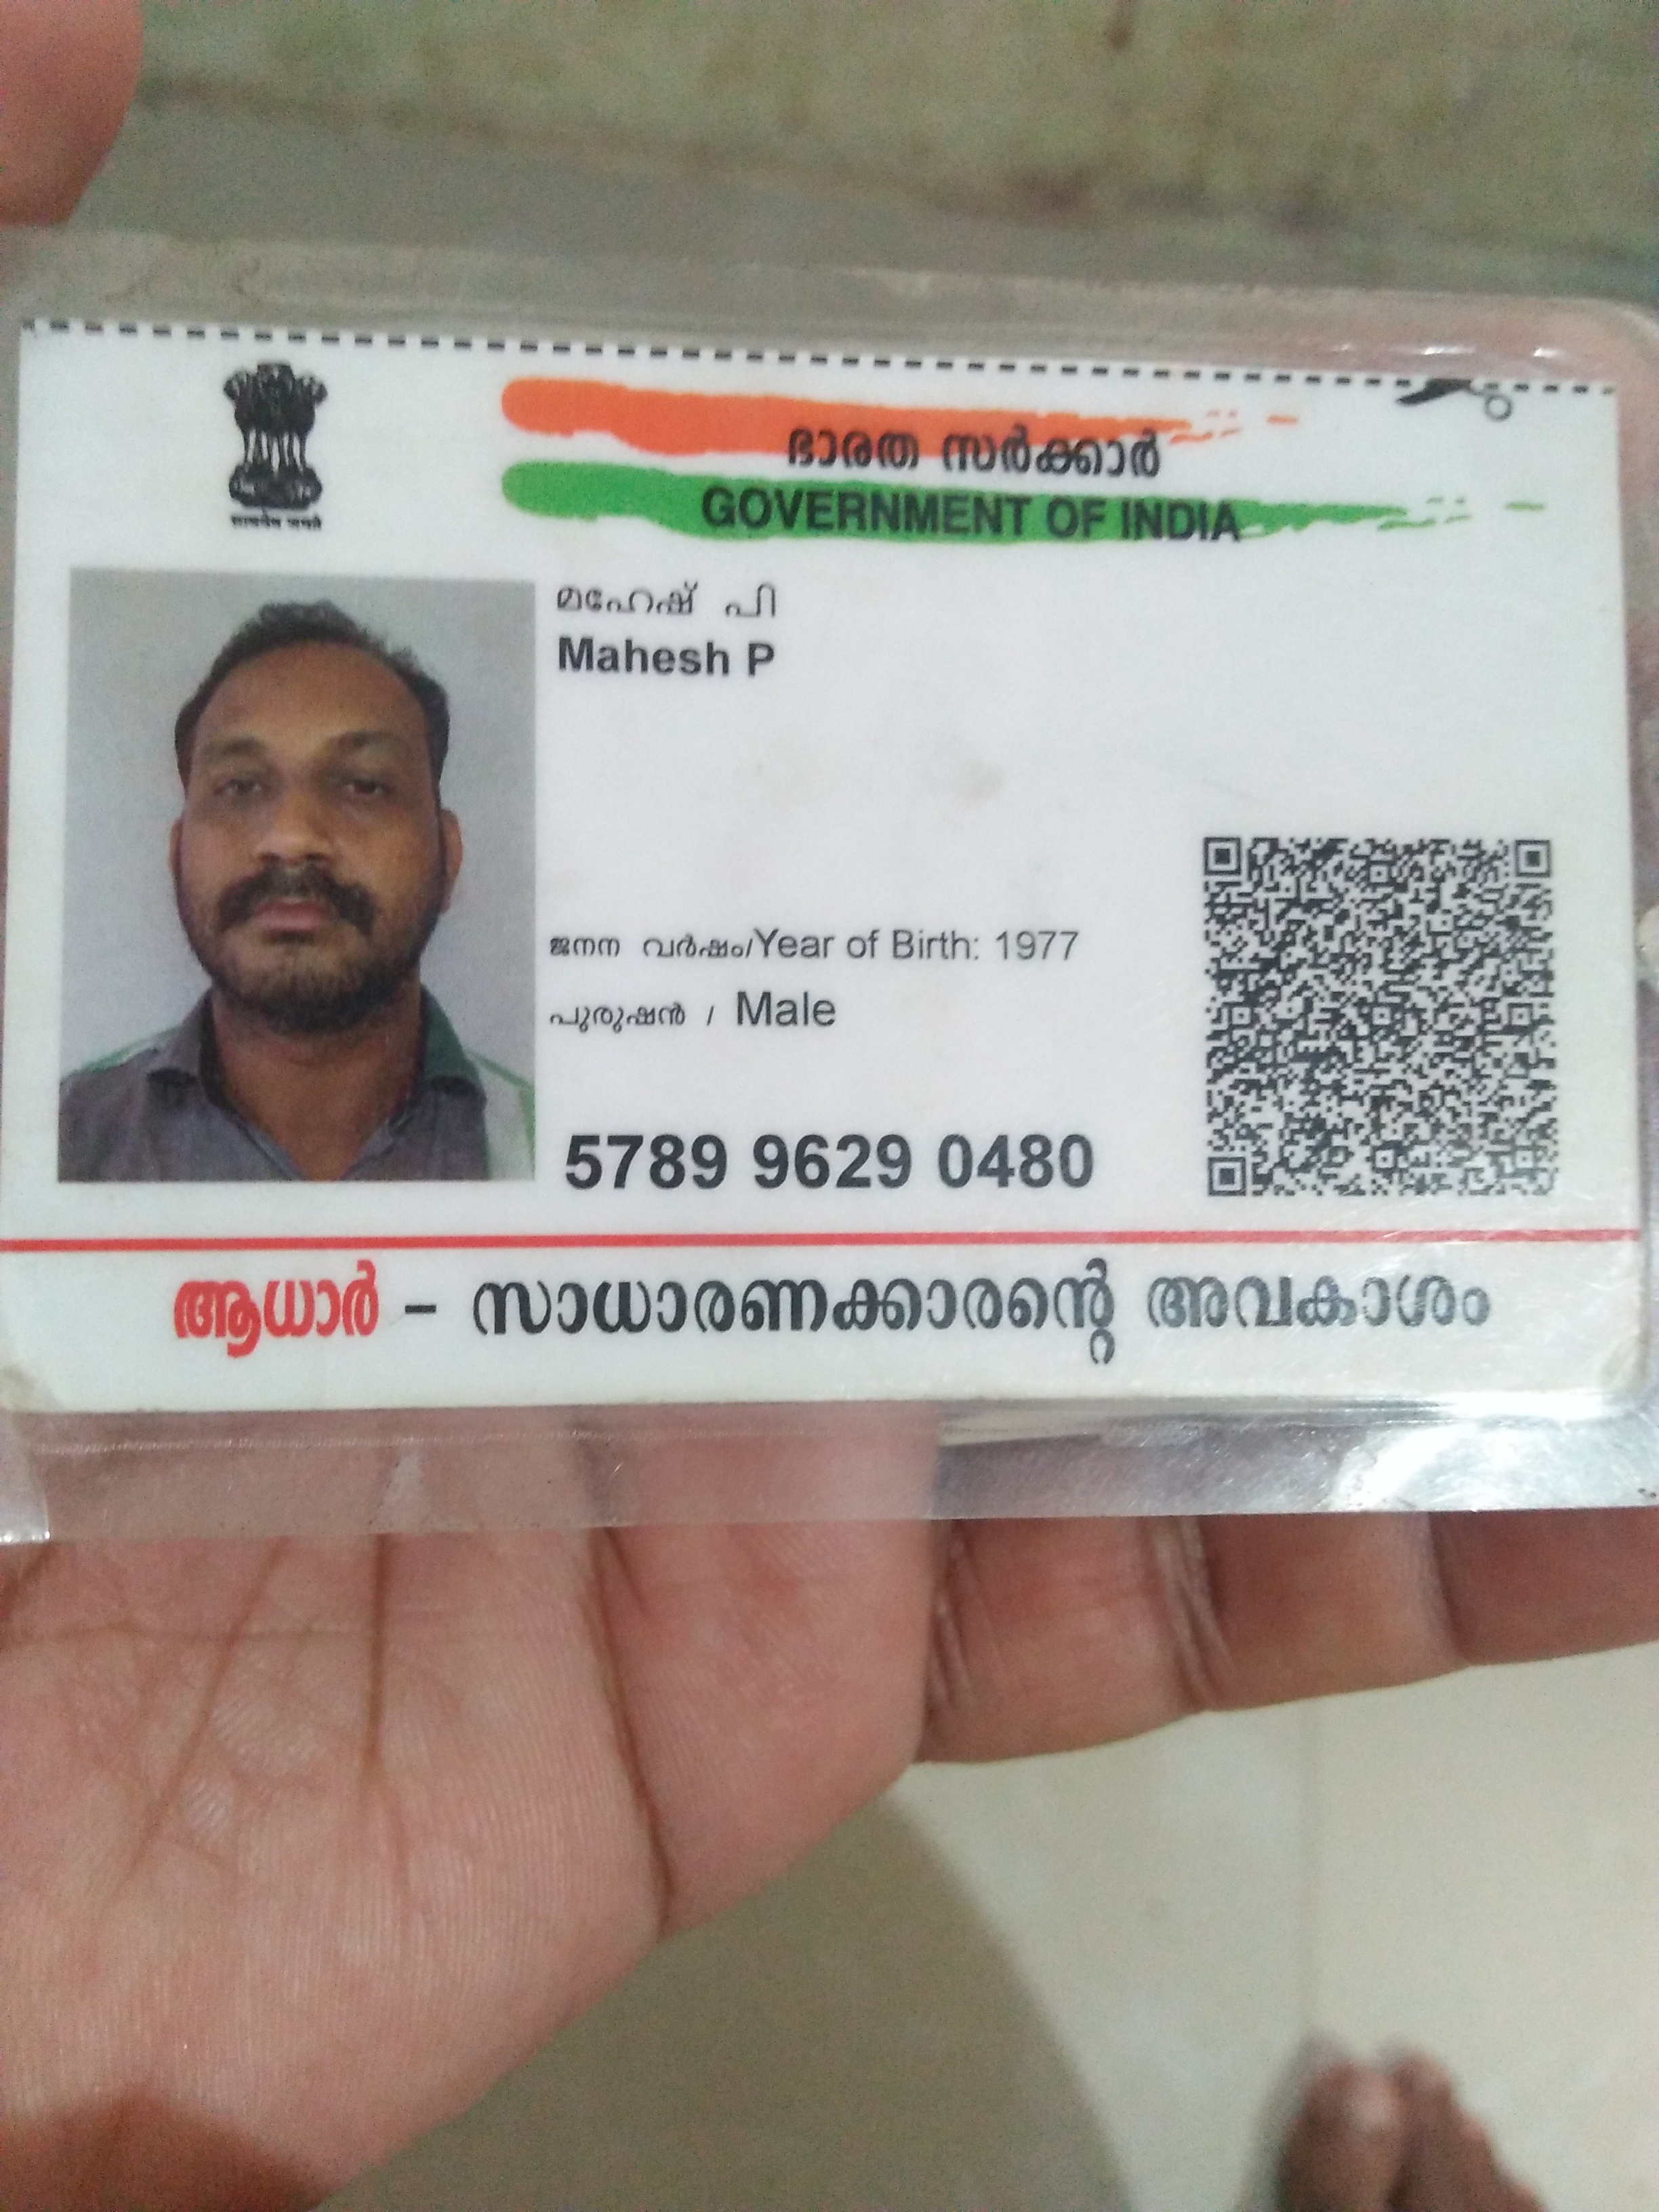 ഭാരത സർക്കാർ
GOVERNMENT OF INDIA
सत्यमेव जयते
മഹേഷ് പി
Mahesh P
ജനന വർഷം/Year of Birth: 1977
പുരുഷൻ / Male
5789 9629 0480
ആധാർ – സാധാരണക്കാരന്റെ അവകാശം